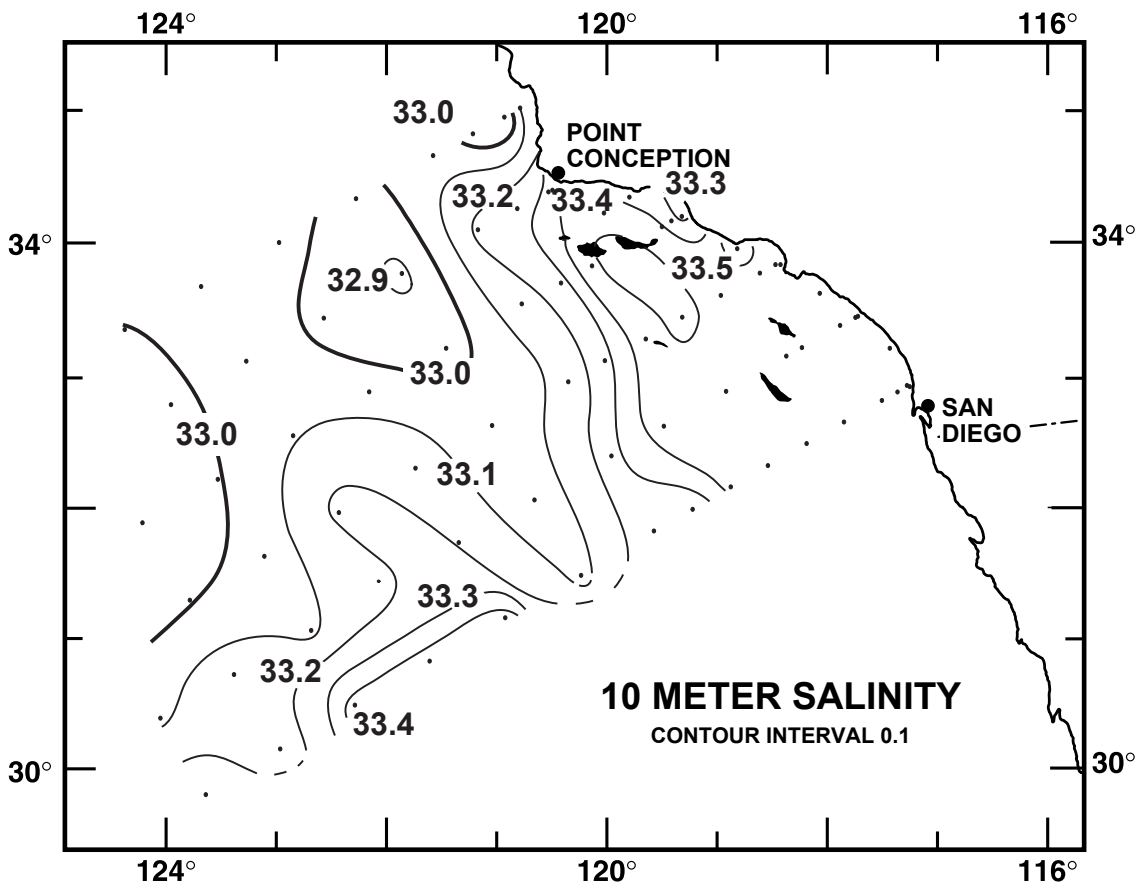 124° 120° 116°
33.0
POINT
CONCEPTION
33.3
33.2 33.4
34° 34°
33.5
32.9
33.0
SAN
DIEGO
33.0
33.1
33.3
33.2
10 METER SALINITY
33.4
CONTOUR INTERVAL 0.1
30° 30°
124° 120° 116°